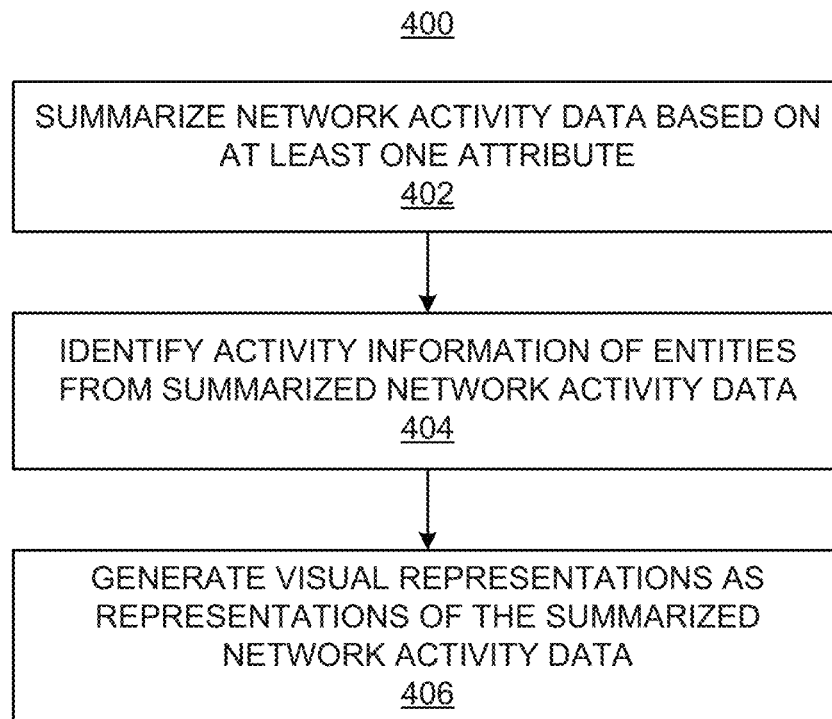 400
SUMMARIZE NETWORK ACTIVITY DATA BASED ON
AT LEAST ONE ATTRIBUTE
402
IDENTIFY ACTIVITY INFORMATION OF ENTITIES
FROM SUMMARIZED NETWORK ACTIVITY DATA
404
GENERATE VISUAL REPRESENTATIONS AS
REPRESENTATIONS OF THE SUMMARIZED
NETWORK ACTIVITY DATA
406